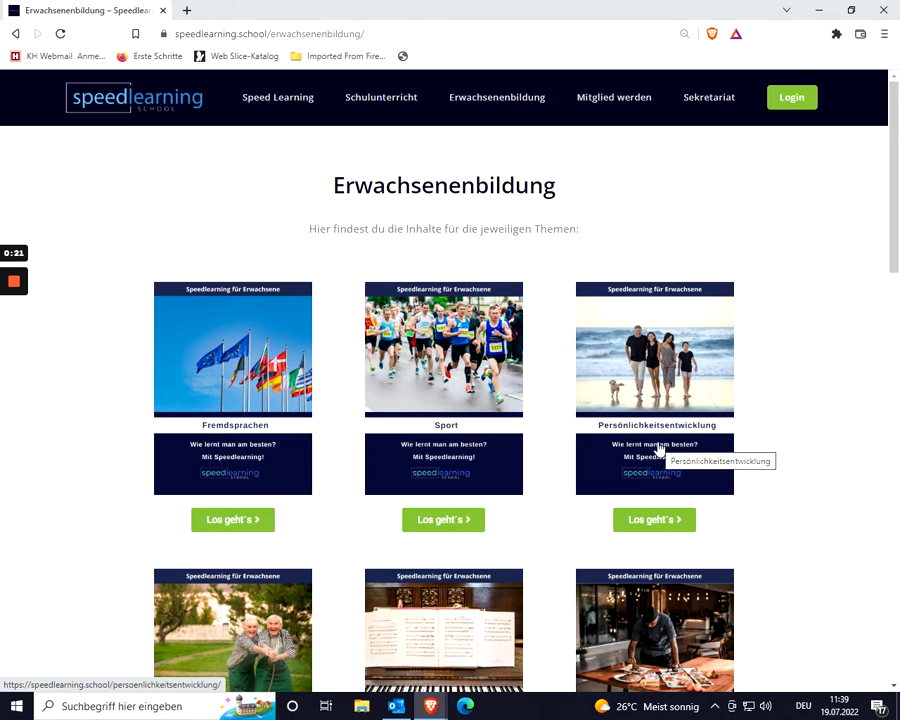 Erwachsenenbildung – Speedlear
speedlearning.school/erwachsenenbildung/
KH Webmail Anme...
Erste Schritte
Web Slice-Katalog
Imported From Fire...
speedlearning
SCHOOL
Speed Learning
Schulunterricht
Erwachsenenbildung
Mitglied werden
Sekretariat
Login
Erwachsenenbildung
0:21
Hier findest du die Inhalte für die jeweiligen Themen:
Speedlearning für Erwachsene
Speedlearning für Erwachsene
Speedlearning für Erwachsene
Fremdsprachen
Sport
Persönlichkeitsentwicklung
Wie lernt man am besten?
Wie lernt man am besten?
Wie lernt man am besten?
Mit Speedlearning!
Mit Speedlearning!
Mit Speed
Persönlichkeitsentwicklung
speedlearning
SCHOOL
speedlearning
SCHOOL
speedlearning
SCHOOL
Los geht´s >
Los geht´s >
Los geht´s >
Speedlearning für Erwachsene
Speedlearning für Erwachsene
Speedlearning für Erwachsene
https://speedlearning.school/persoenlichkeitsentwicklung/
Suchbegriff hier eingeben
26°C Meist sonnig
DEU
11:39
19.07.2022
17